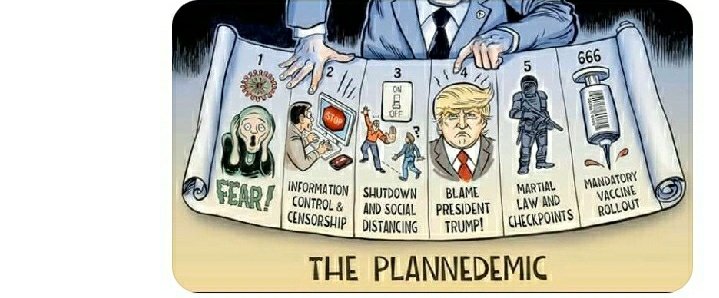 1 2 3 4 5 666
ON
OFF
STOP
?
FEAR!
INFORMATION
CONTROL &
CENSORSHIP
SHUTDOWN
AND SOCIAL
DISTANCING
BLAME
PRESIDENT
TRUMP!
MARTIAL
LAW AND
CHECKPOINTS
MANDATORY
VACCINE
ROLLOUT
THE PLANNEDEMIC